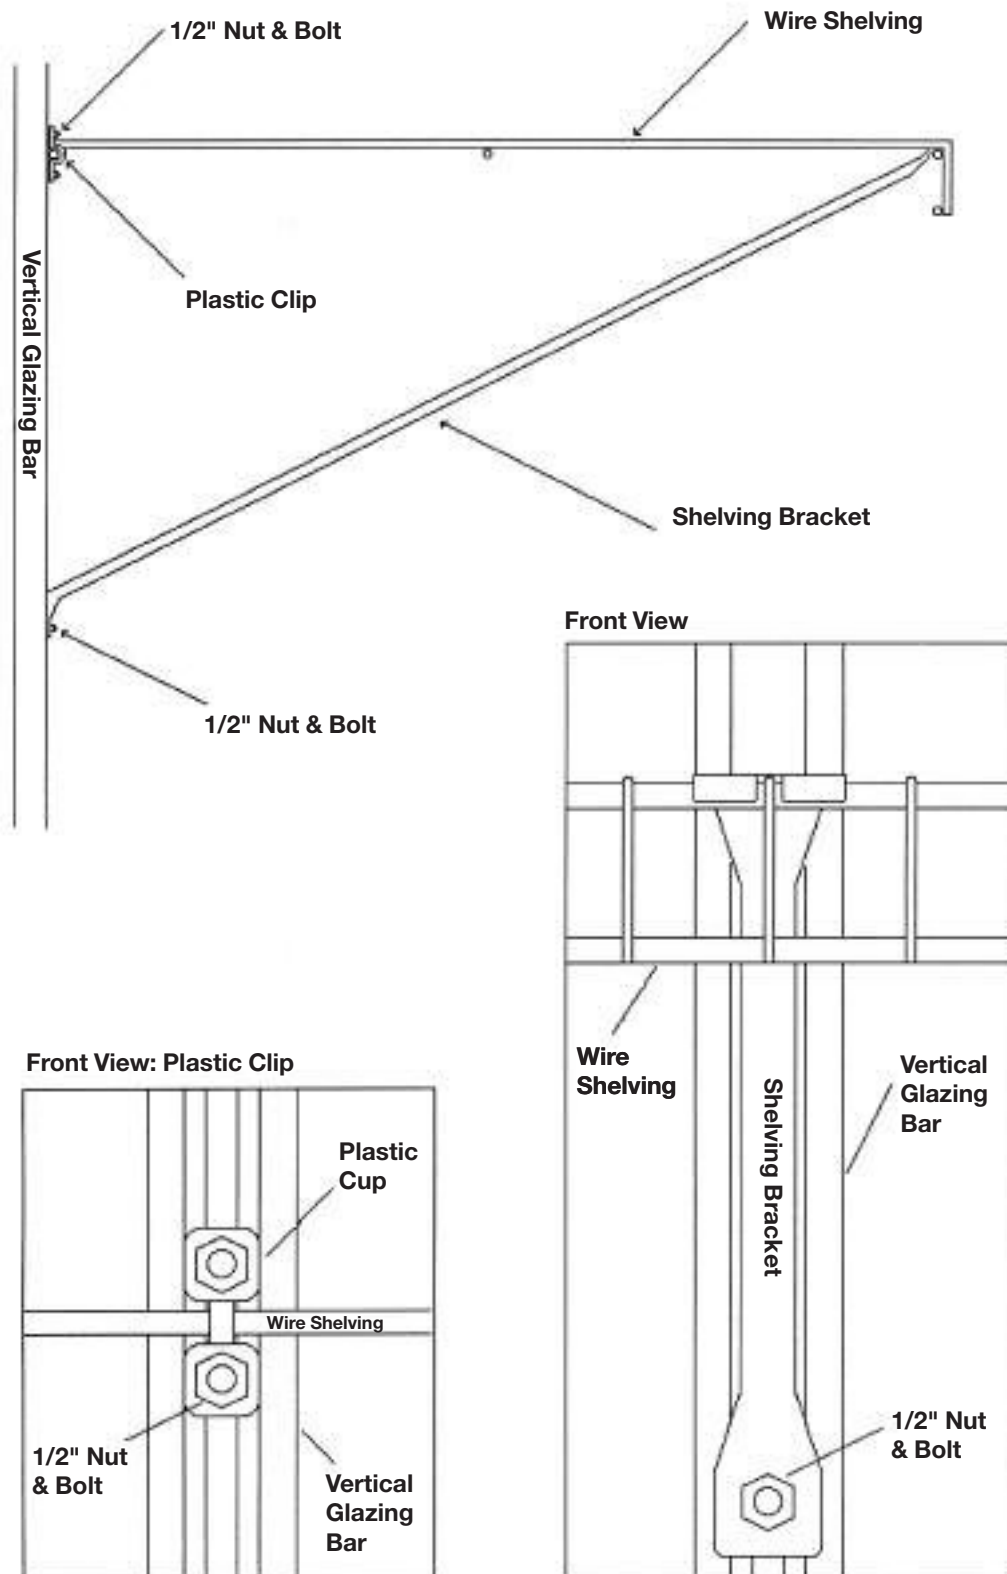 1/2" Nut & Bolt
Wire Shelving
Vertical Glazing Bar
Plastic Clip
Shelving Bracket
1/2" Nut & Bolt
Front View
Wire
Shelving
Vertical
Glazing
Bar
Shelving Bracket
1/2" Nut
& Bolt
Front View: Plastic Clip
Plastic
Cup
Wire Shelving
1/2" Nut
& Bolt
Vertical
Glazing
Bar